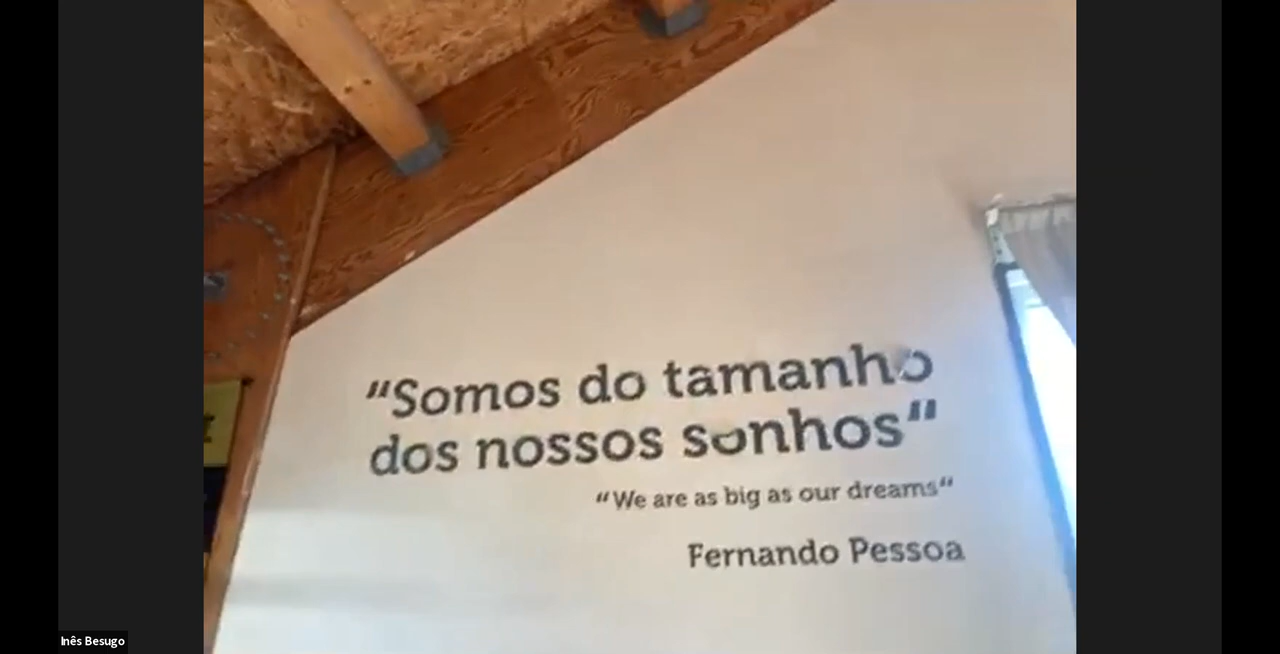 “Somos do tamanho
dos nossos sonhos“
“We are as big as our dreams“
Fernando Pessoa
Inês Besugo